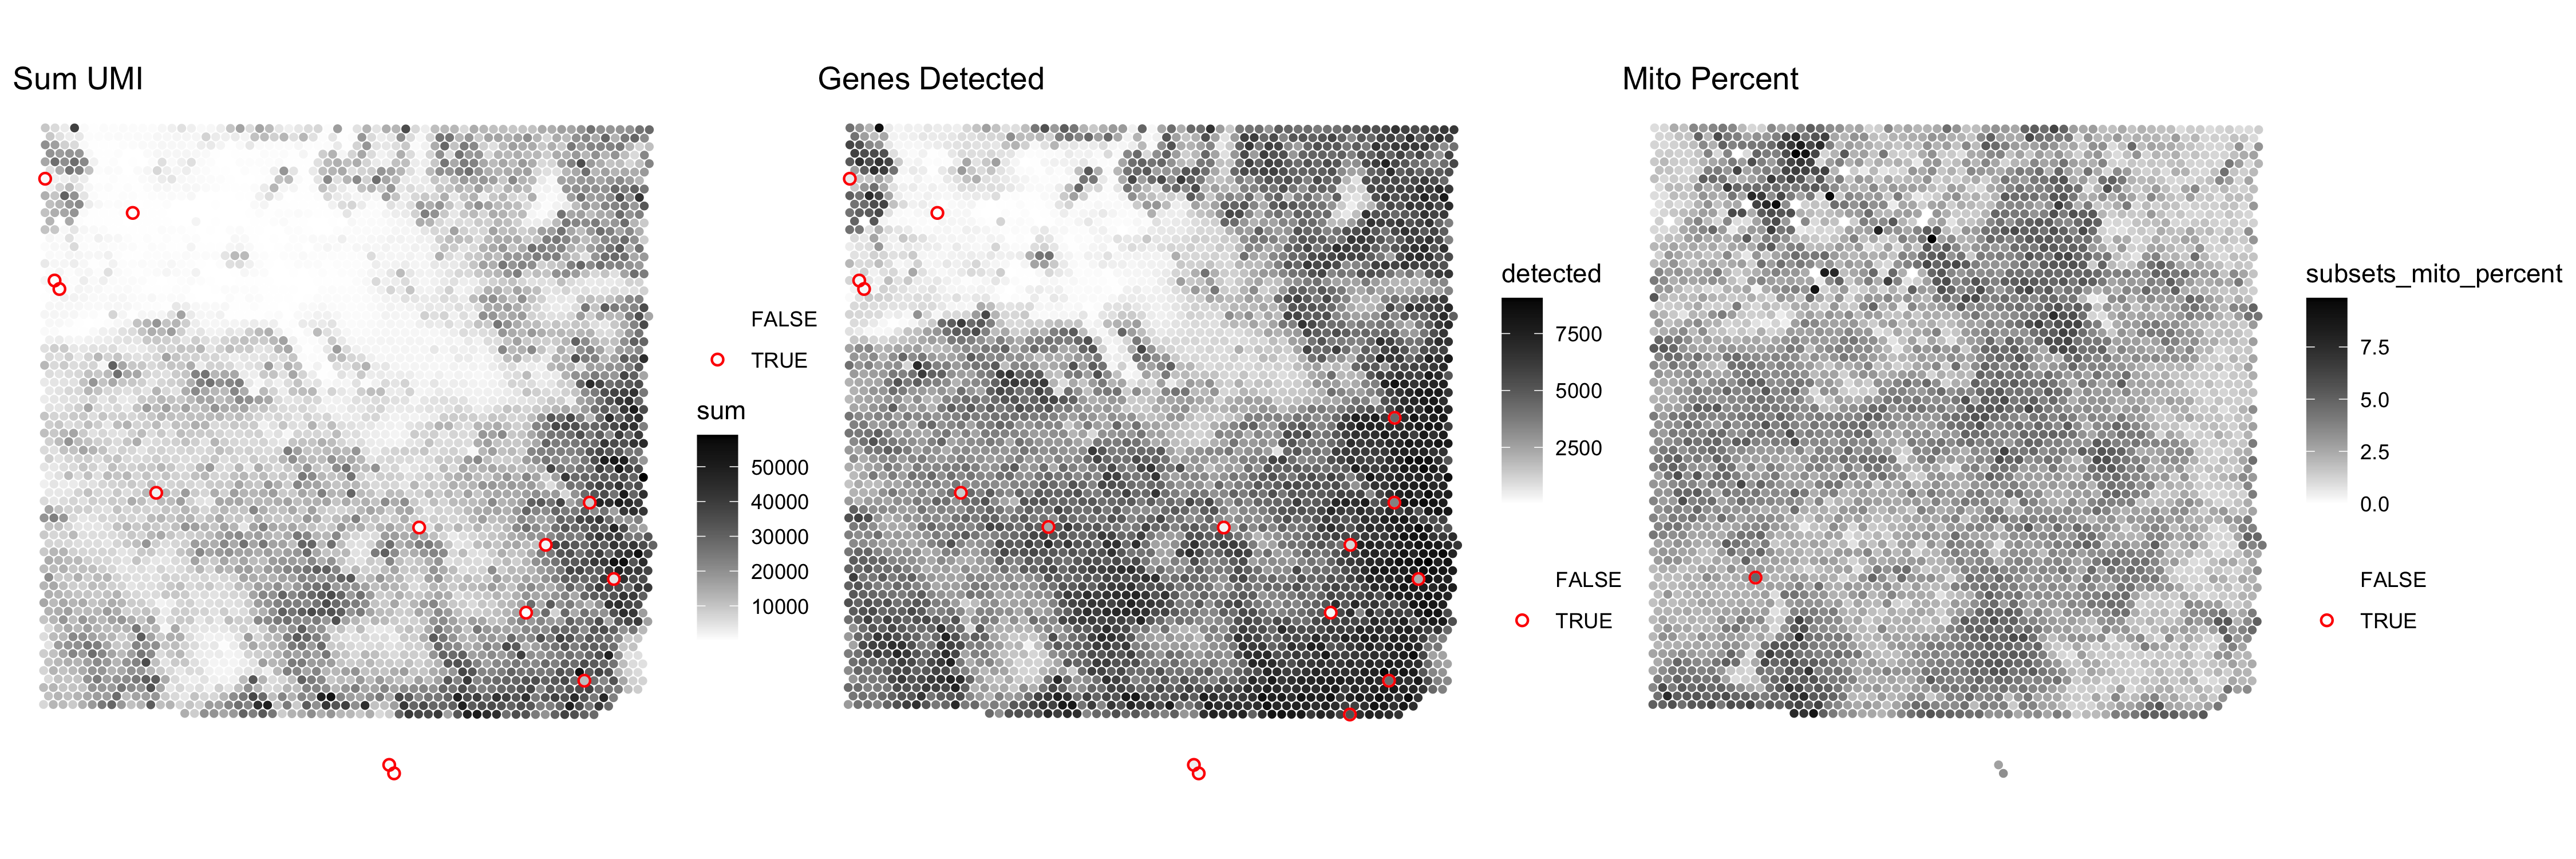 Sum UMI
FALSE
TRUE
sum
50000
40000
30000
20000
10000
Genes Detected
detected
7500
5000
2500
FALSE
TRUE
Mito Percent
subsets_mito_percent
7.5
5.0
2.5
0.0
FALSE
TRUE